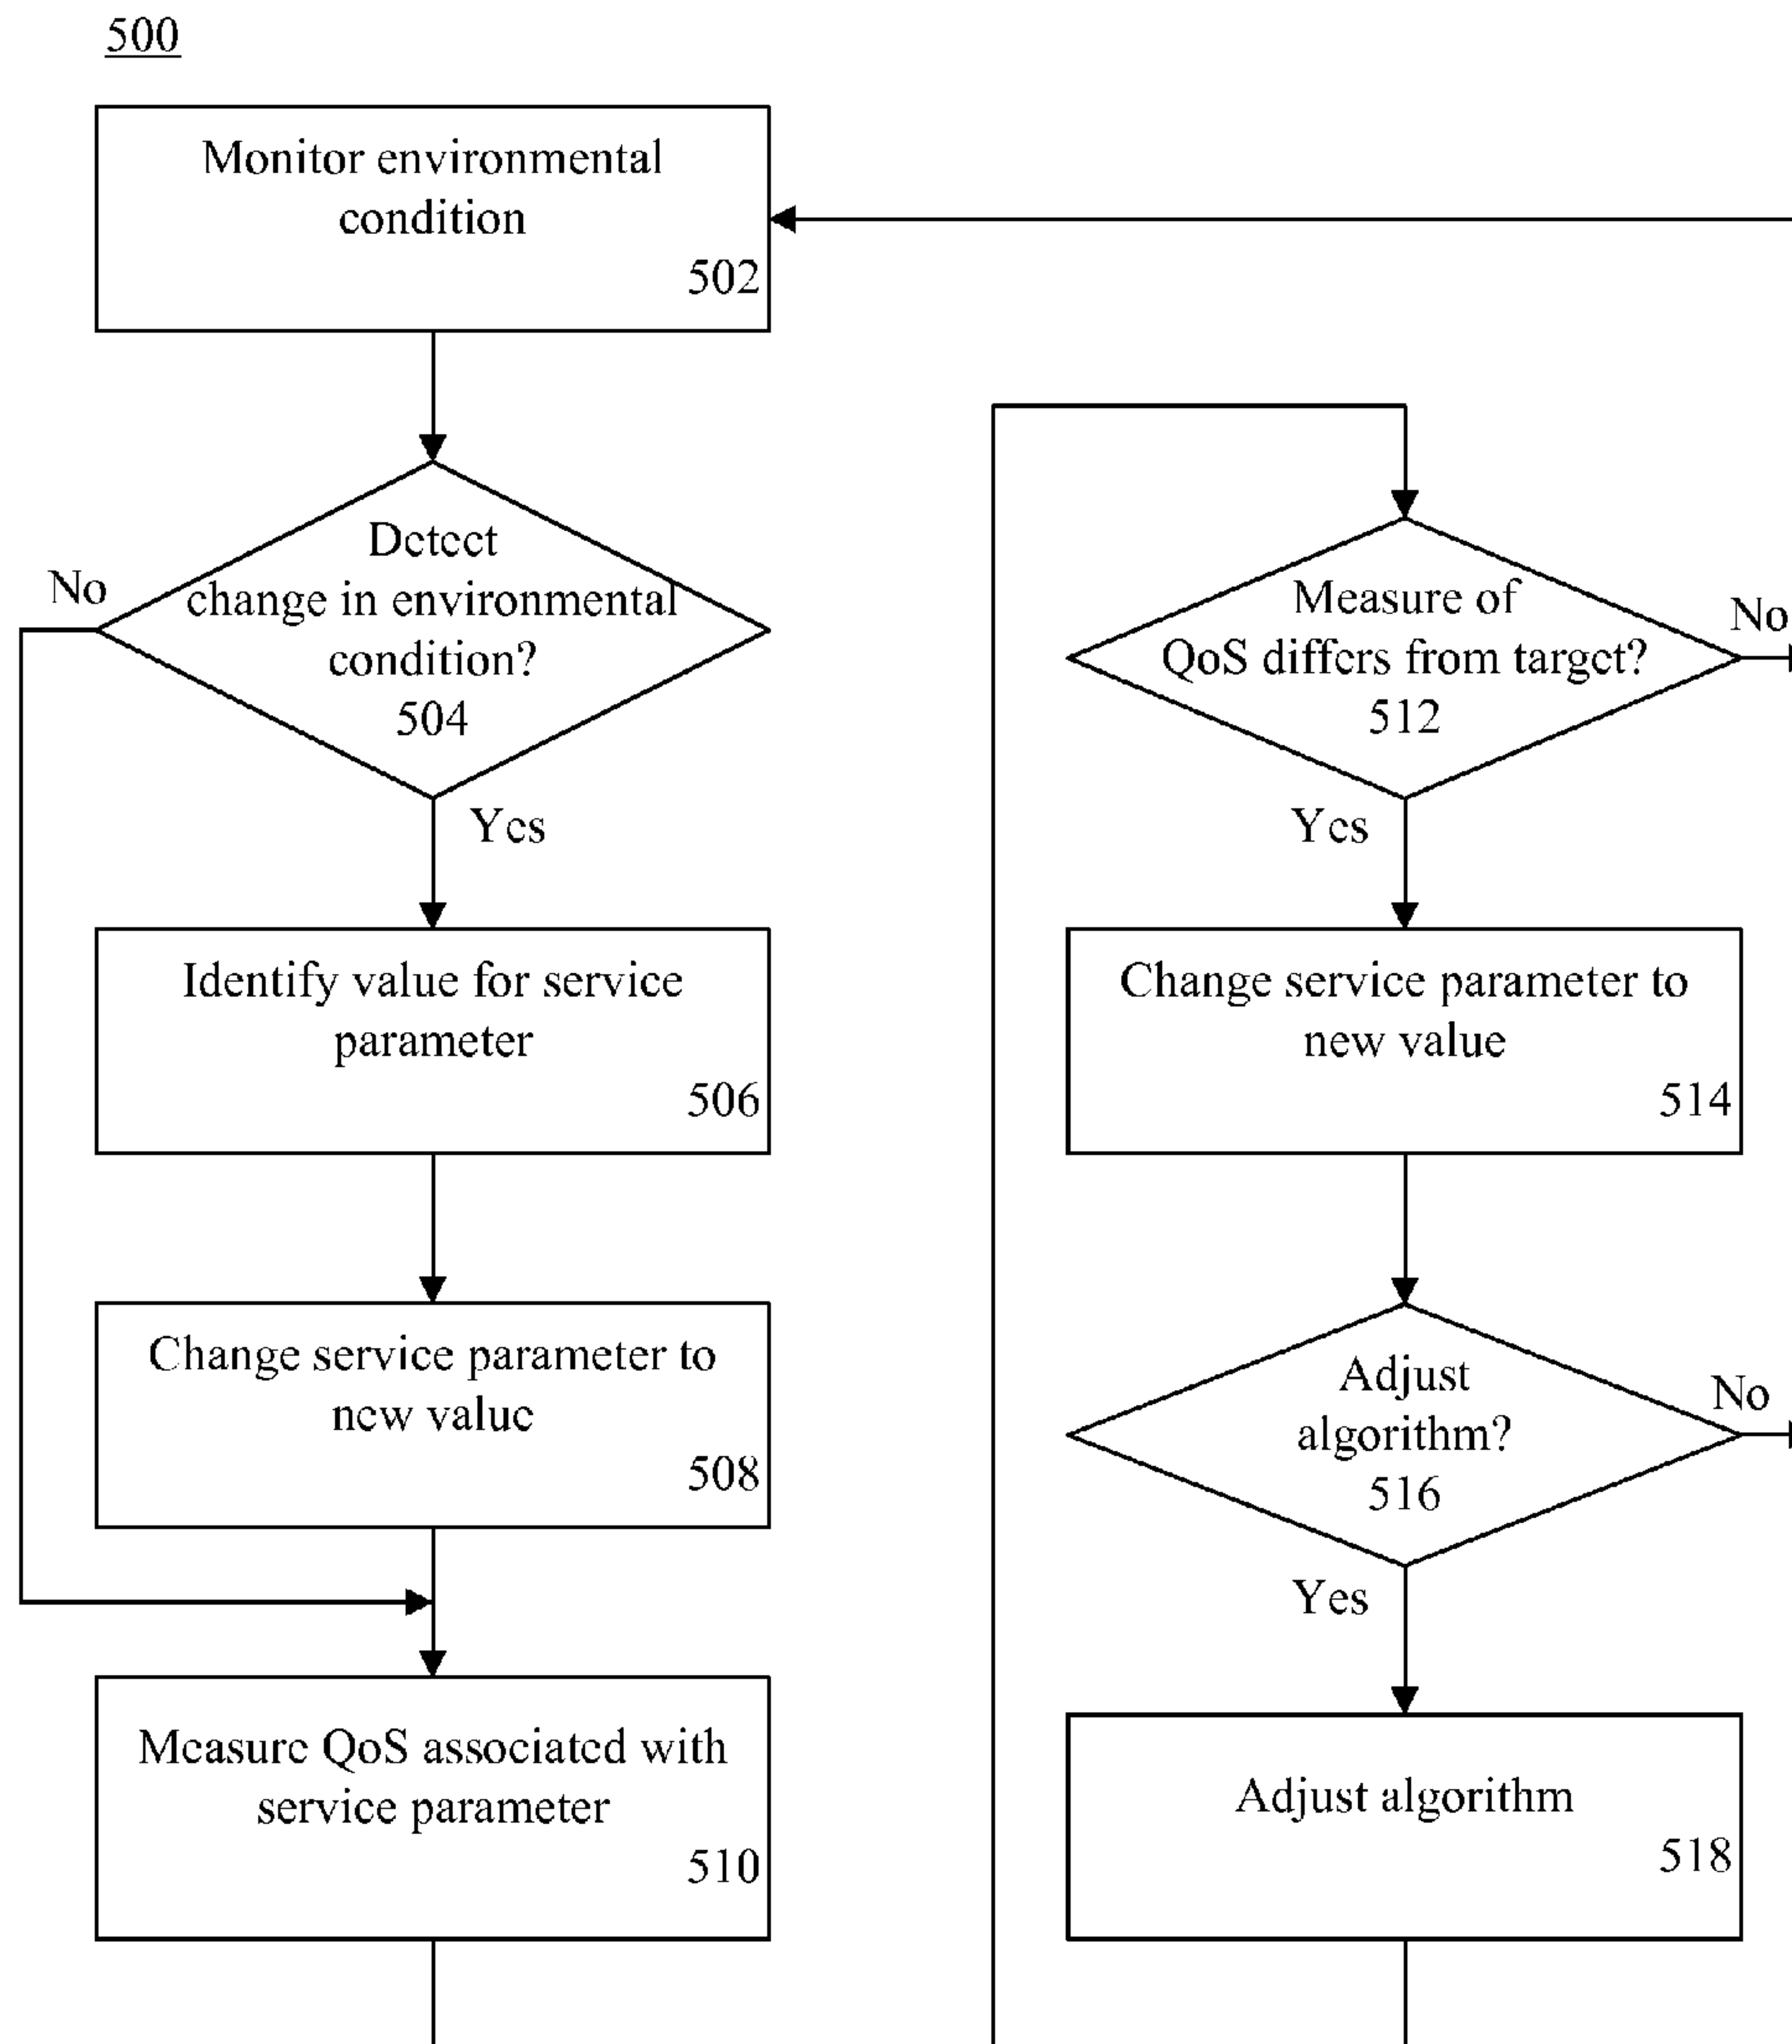 500
Monitor environmental
condition
502
Detect
change in environmental
condition?
504
No
Yes
Identify value for service
parameter
506
Change service parameter to
new value
508
Measure QoS associated with
service parameter
510
Measure of
QoS differs from target?
512
No
Yes
Change service parameter to
new value
514
Adjust
algorithm?
516
No
Yes
Adjust algorithm
518